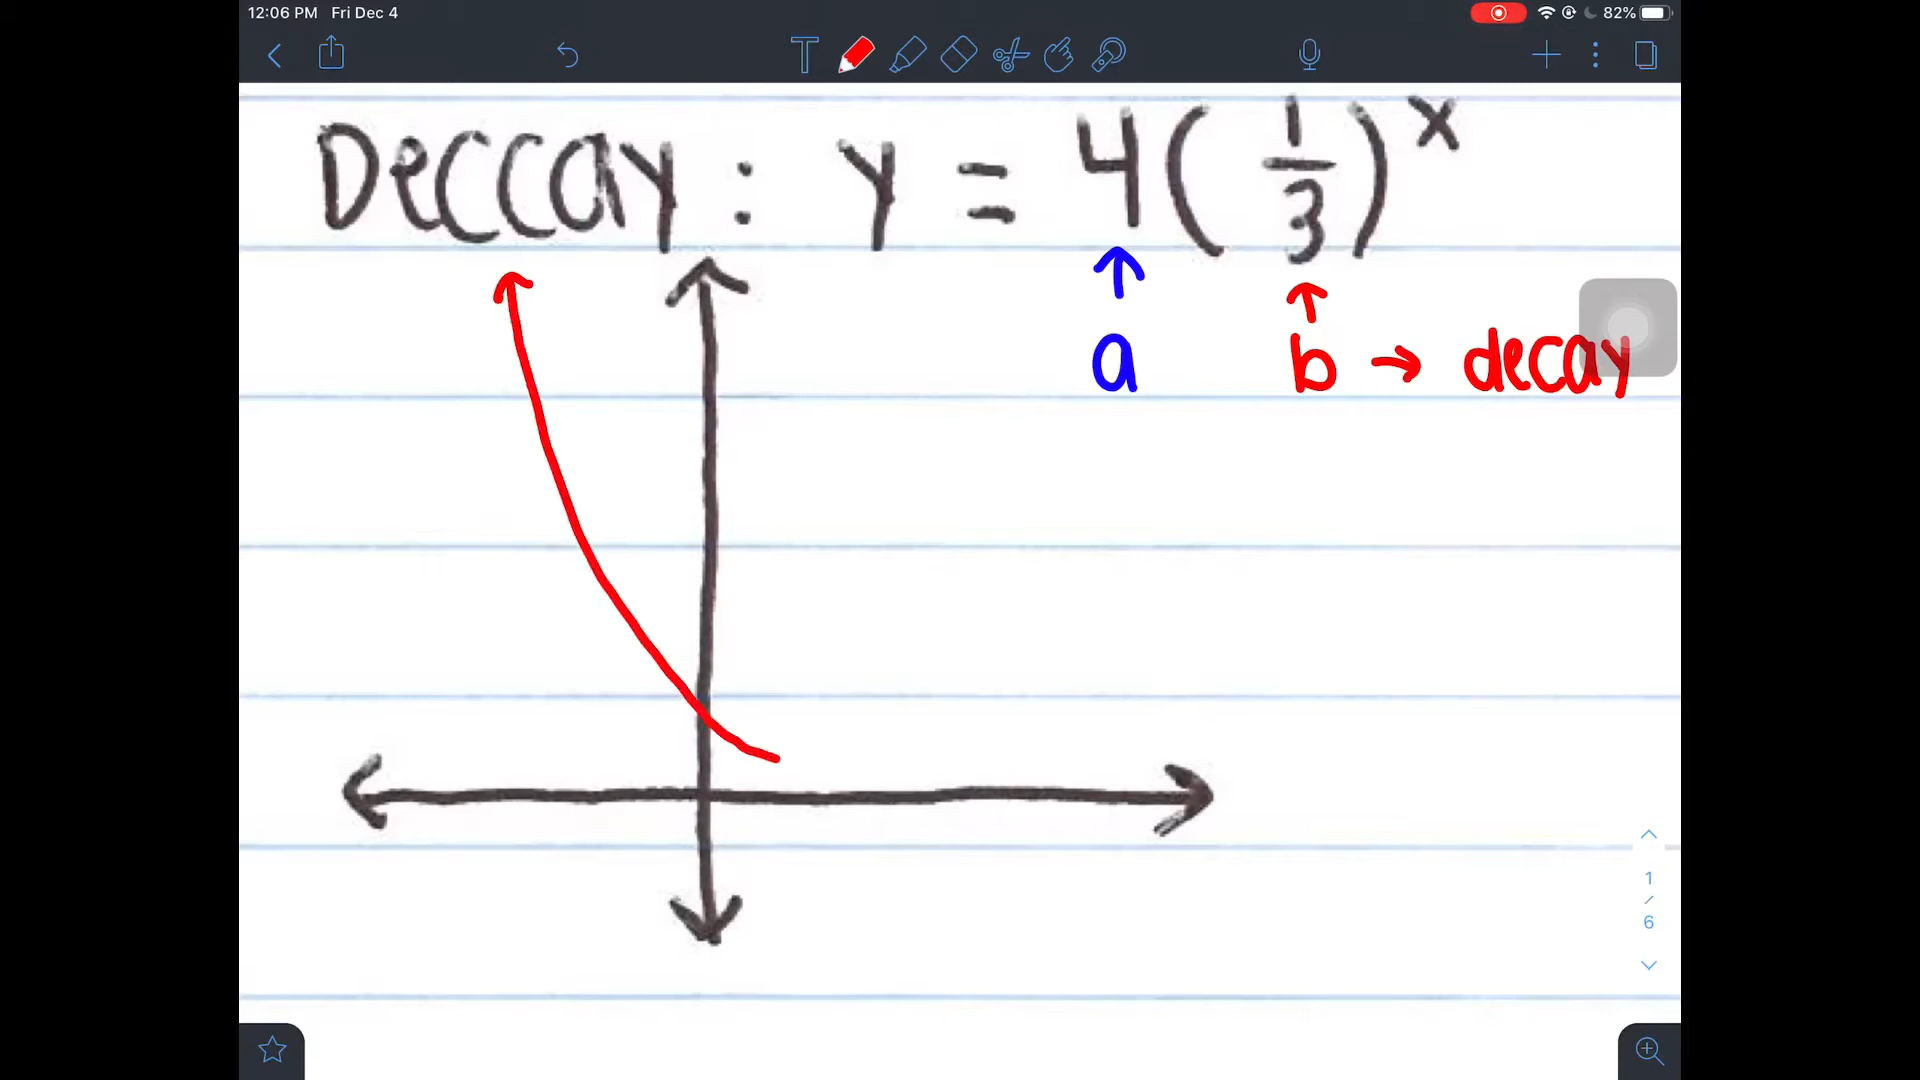 12:06 PM Fri Dec 4 82%
T
Deccay : y = 4(1/3)^x
a b → decay
1
/
6